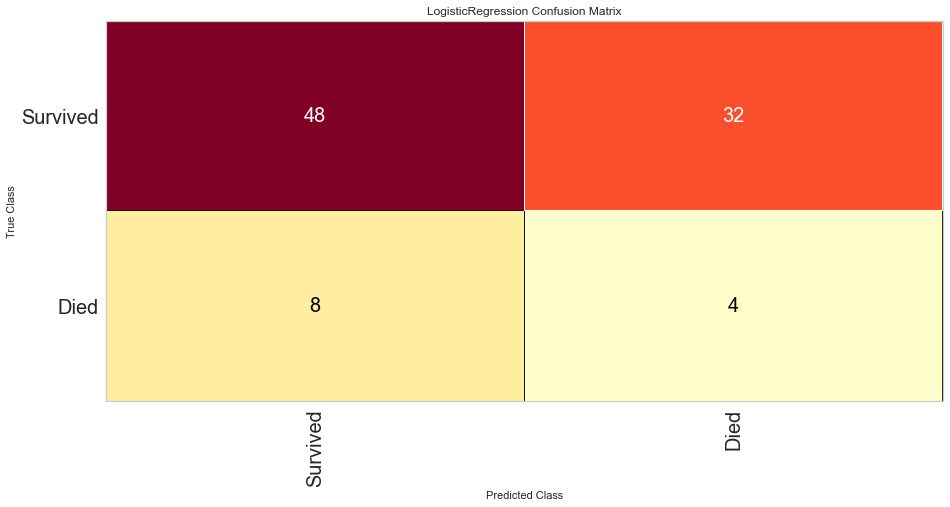 LogisticRegression Confusion Matrix
True Class
Survived
48
32
Died
8
4
Survived
Died
Predicted Class